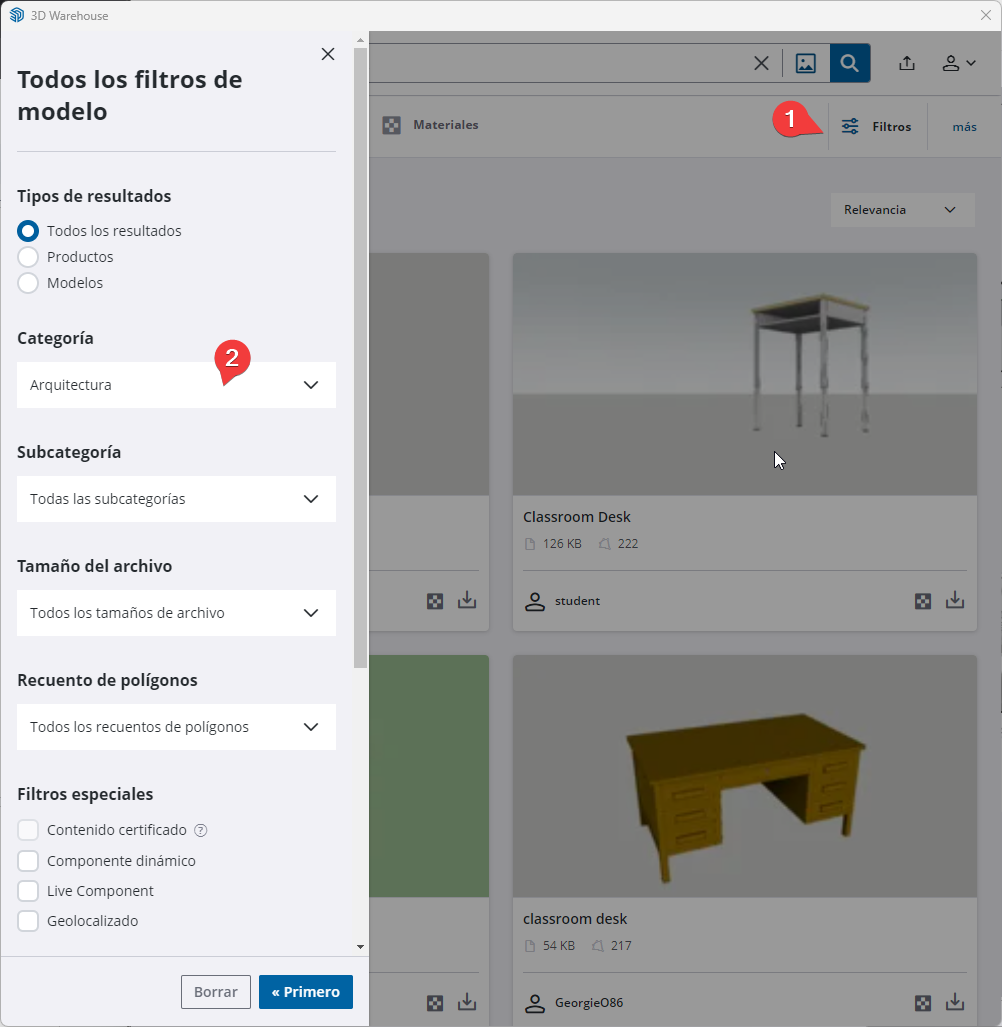 3D Warehouse
Todos los filtros de
modelo
Tipos de resultados
Todos los resultados
Productos
Modelos
Categoría
Arquitectura
2
Subcategoría
Todas las subcategorías
Tamaño del archivo
Todos los tamaños de archivo
Recuento de polígonos
Todos los recuentos de polígonos
Filtros especiales
Contenido certificado ?
Componente dinámico
Live Component
Geolocalizado
Borrar
« Primero
Materiales
1
Filtros
más
Relevancia
Classroom Desk
126 KB 222
student
classroom desk
54 KB 217
GeorgieO86